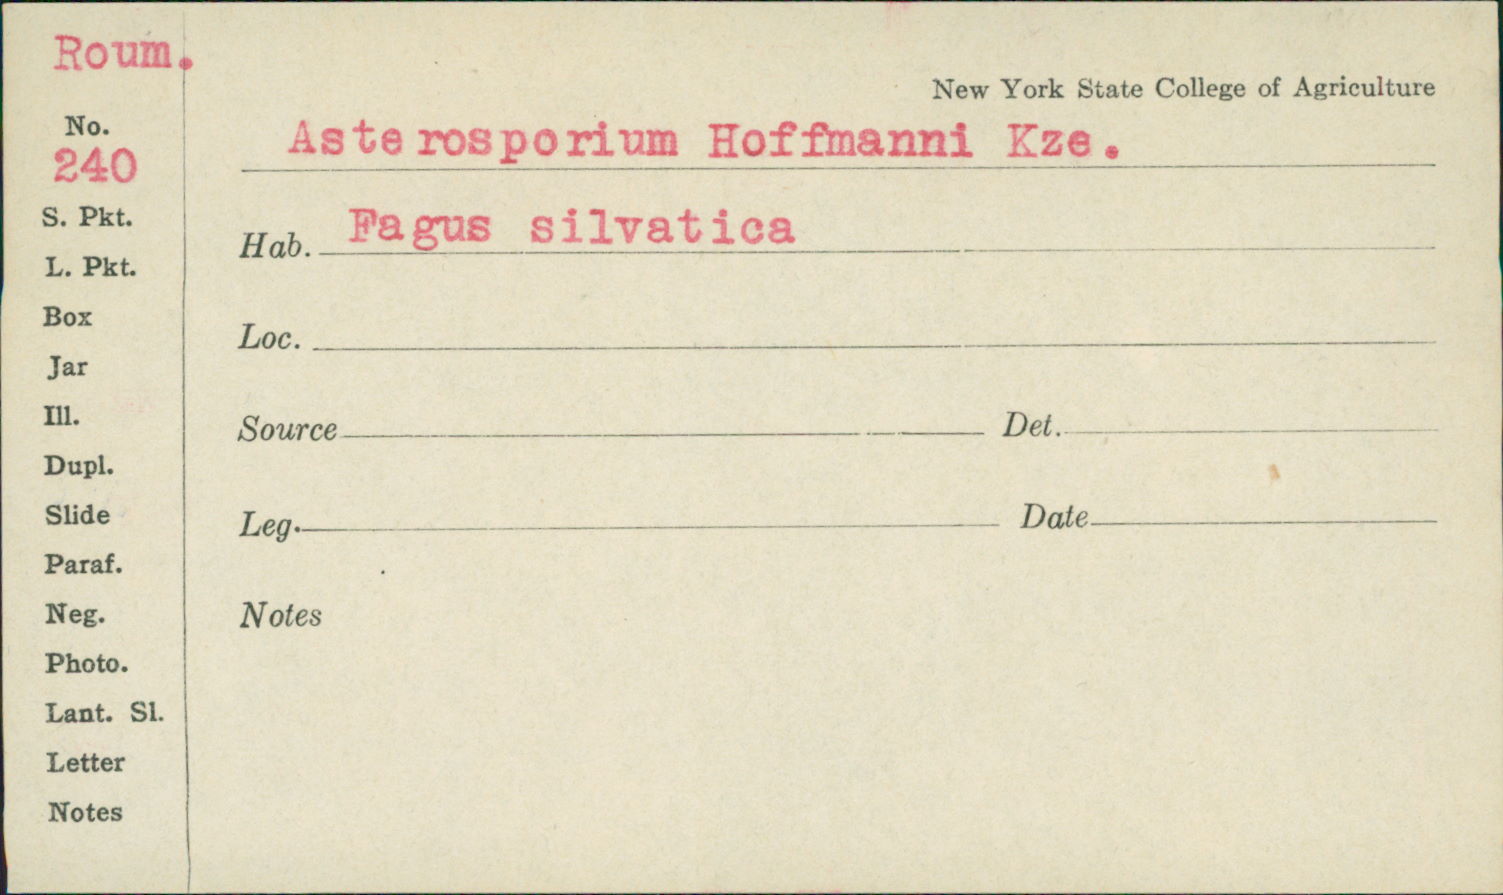 Roum.
New York State College of Agriculture
No.
240
Asterosporium Hoffmanni Kze.
S. Pkt.
Hab. Fagus silvatica
L. Pkt.
Box
Loc.
Jar
Ill.
Source Det.
Dupl.
Slide
Leg. Date
Paraf.
Neg.
Notes
Photo.
Lant. Sl.
Letter
Notes